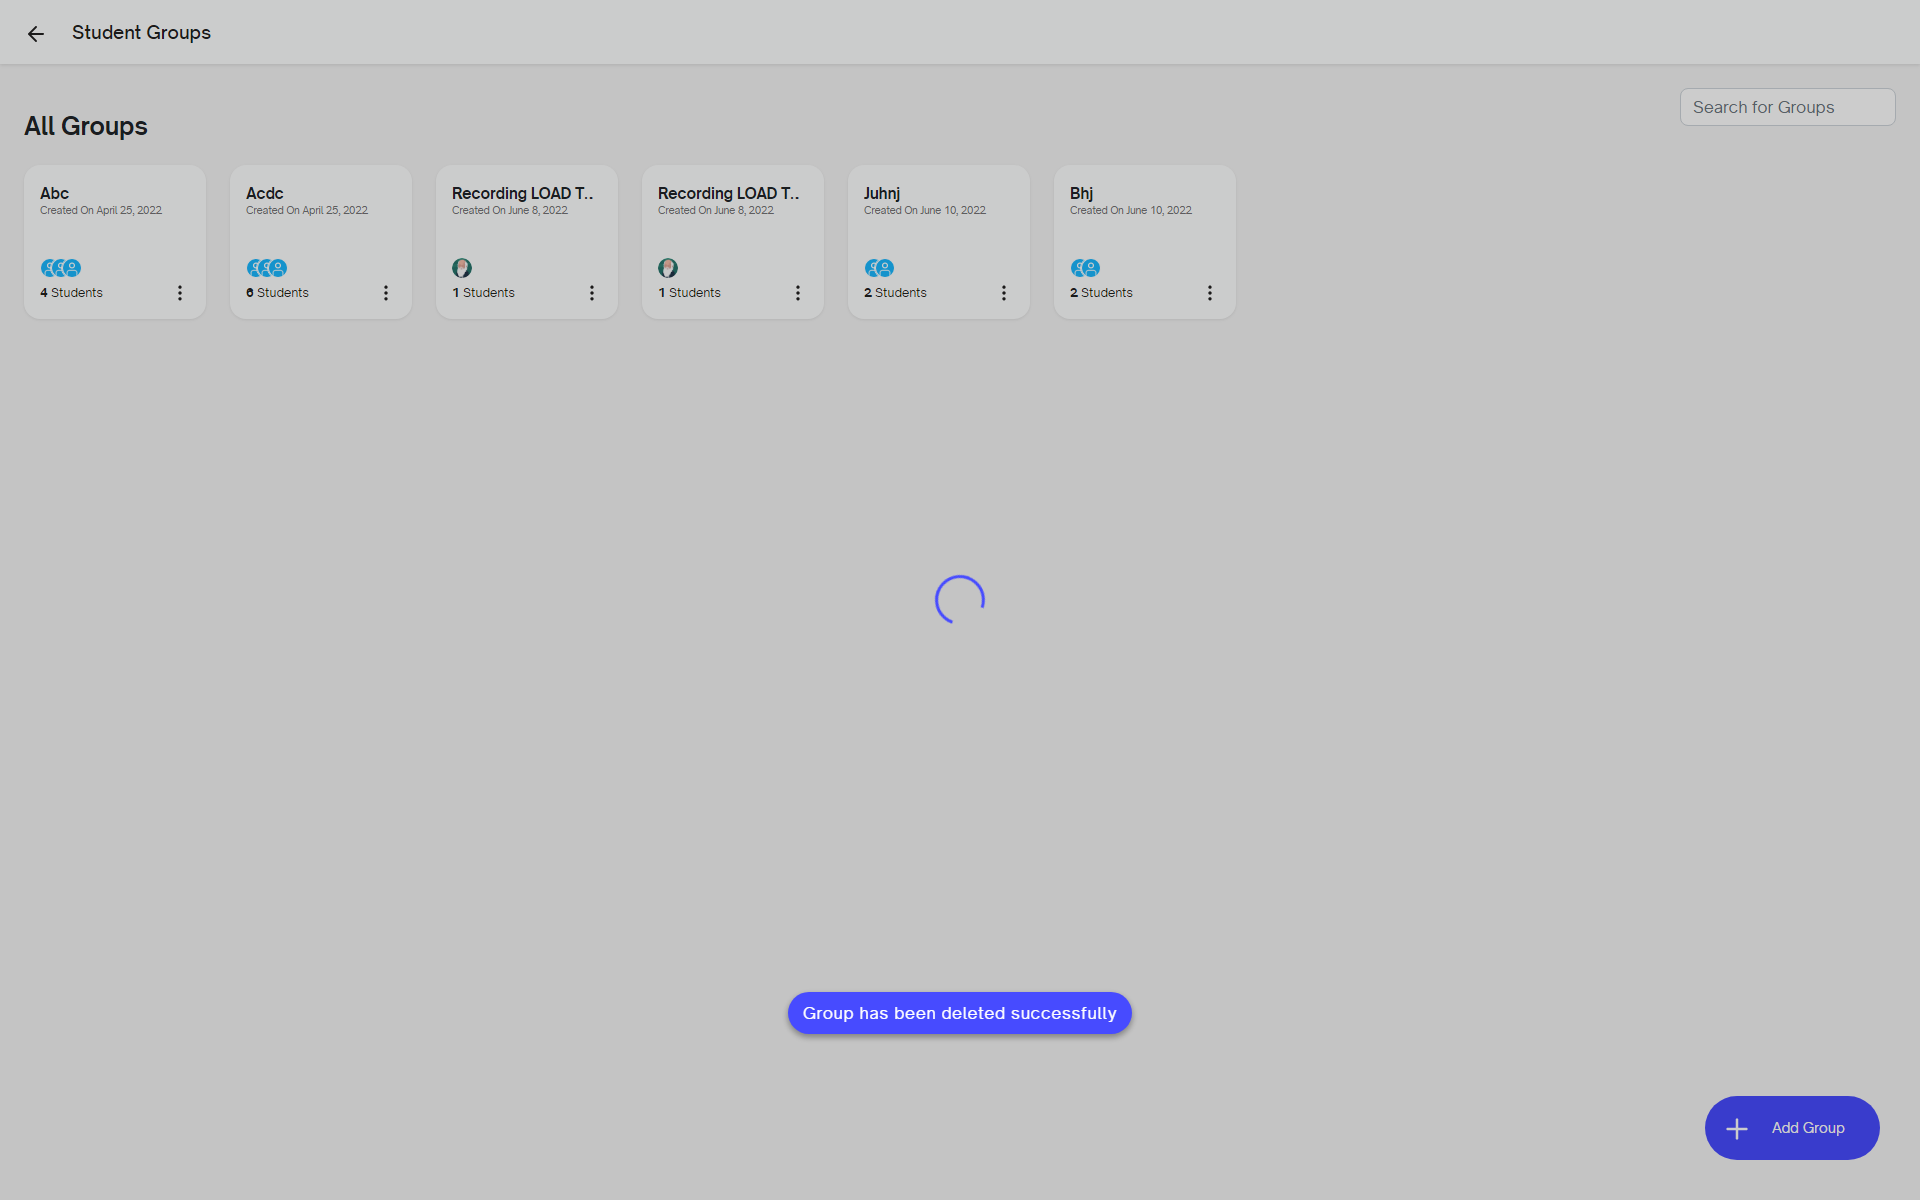 Student Groups
Search for Groups
All Groups
Abc
Created On April 25, 2022
4 Students
Acdc
Created On April 25, 2022
6 Students
Recording LOAD T..
Created On June 8, 2022
1 Students
Recording LOAD T..
Created On June 8, 2022
1 Students
Juhnj
Created On June 10, 2022
2 Students
Bhj
Created On June 10, 2022
2 Students
Group has been deleted successfully
Add Group